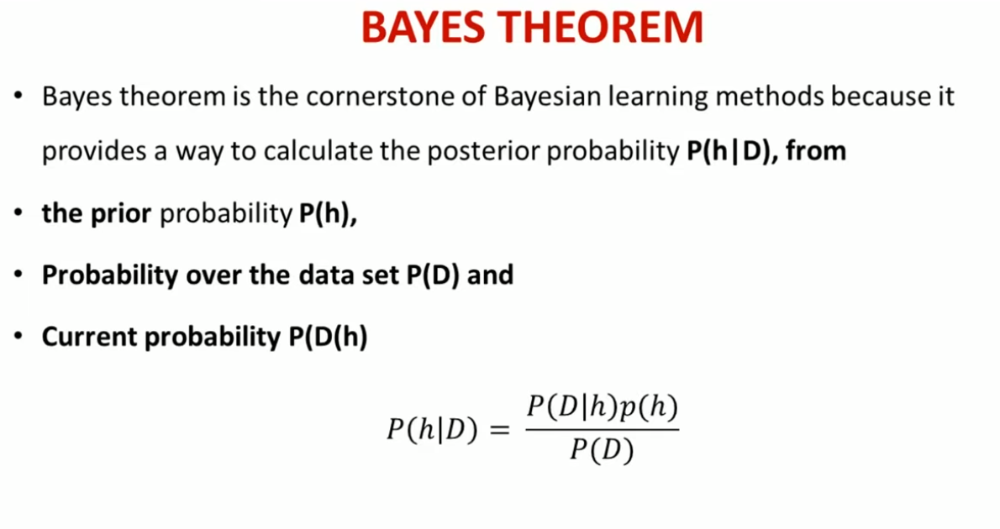 BAYES THEOREM
• Bayes theorem is the cornerstone of Bayesian learning methods because it
provides a way to calculate the posterior probability P(h|D), from
• the prior probability P(h),
• Probability over the data set P(D) and
• Current probability P(D(h)
P(h|D) = P(D|h)p(h)
P(D)